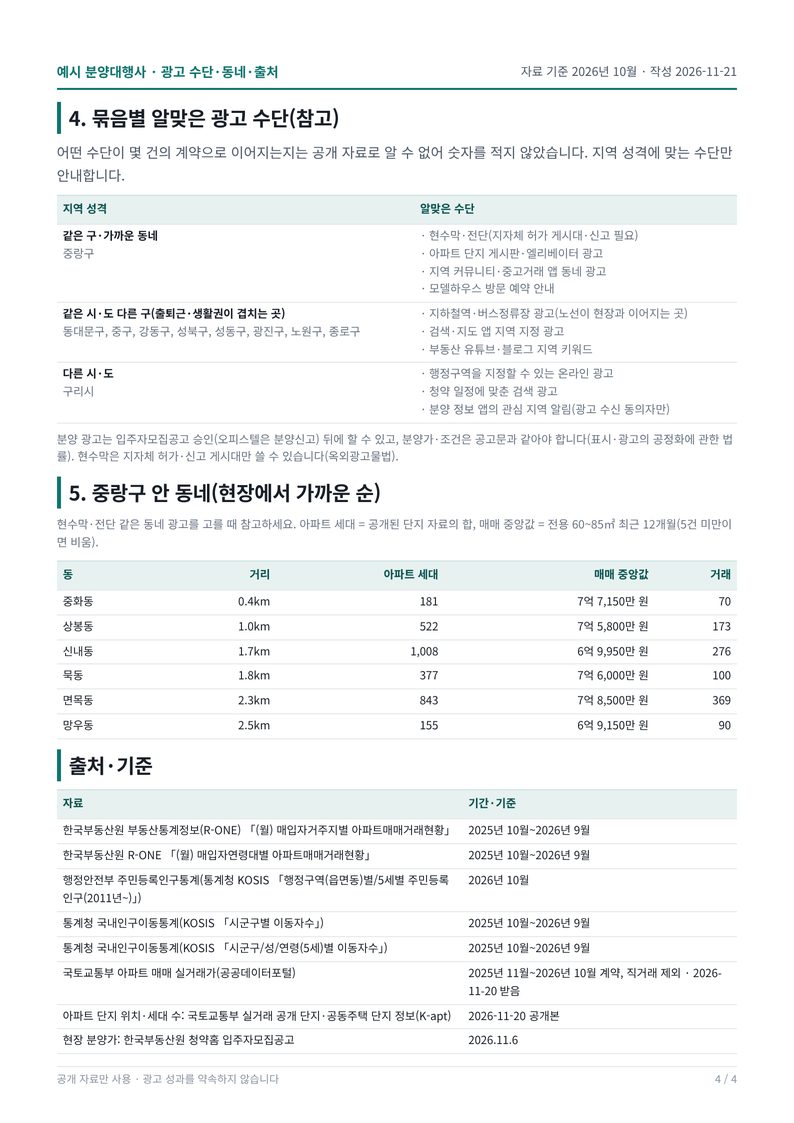 예시 분양대행사 · 광고 수단·동네·출처
자료 기준 2026년 10월 · 작성 2026-11-21
4. 묶음별 알맞은 광고 수단(참고)
어떤 수단이 몇 건의 계약으로 이어지는지는 공개 자료로 알 수 없어 숫자를 적지 않았습니다. 지역 성격에 맞는 수단만
안내합니다.
지역 성격 알맞은 수단
같은 구·가까운 동네
중랑구
· 현수막·전단(지자체 허가 게시대·신고 필요)
· 아파트 단지 게시판·엘리베이터 광고
· 지역 커뮤니티·중고거래 앱 동네 광고
· 모델하우스 방문 예약 안내
같은 시·도 다른 구(출퇴근·생활권이 겹치는 곳)
동대문구, 중구, 강동구, 성북구, 성동구, 광진구, 노원구, 종로구
· 지하철역·버스정류장 광고(노선이 현장과 이어지는 곳)
· 검색·지도 앱 지역 지정 광고
· 부동산 유튜브·블로그 지역 키워드
다른 시·도
구리시
· 행정구역을 지정할 수 있는 온라인 광고
· 청약 일정에 맞춘 검색 광고
· 분양 정보 앱의 관심 지역 알림(광고 수신 동의자만)
분양 광고는 입주자모집공고 승인(오피스텔은 분양신고) 뒤에 할 수 있고, 분양가·조건은 공고문과 같아야 합니다(표시·광고의 공정화에 관한 법
률). 현수막은 지자체 허가·신고 게시대만 쓸 수 있습니다(옥외광고물법).
5. 중랑구 안 동네(현장에서 가까운 순)
현수막·전단 같은 동네 광고를 고를 때 참고하세요. 아파트 세대 = 공개된 단지 자료의 합, 매매 중앙값 = 전용 60~85㎡ 최근 12개월(5건 미만이
면 비움).
동 거리 아파트 세대 매매 중앙값 거래
중화동 0.4km 181 7억 7,150만 원 70
상봉동 1.0km 522 7억 5,800만 원 173
신내동 1.7km 1,008 6억 9,950만 원 276
묵동 1.8km 377 7억 6,000만 원 100
면목동 2.3km 843 7억 8,500만 원 369
망우동 2.5km 155 6억 9,150만 원 90
출처·기준
자료 기간·기준
한국부동산원 부동산통계정보(R-ONE) 「(월) 매입자거주지별 아파트매매거래현황」 2025년 10월~2026년 9월
한국부동산원 R-ONE 「(월) 매입자연령대별 아파트매매거래현황」 2025년 10월~2026년 9월
행정안전부 주민등록인구통계(통계청 KOSIS 「행정구역(읍면동)별/5세별 주민등록 2026년 10월
인구(2011년~)」)
통계청 국내인구이동통계(KOSIS 「시군구별 이동자수」) 2025년 10월~2026년 9월
통계청 국내인구이동통계(KOSIS 「시군구/성/연령(5세)별 이동자수」) 2025년 10월~2026년 9월
국토교통부 아파트 매매 실거래가(공공데이터포털) 2025년 11월~2026년 10월 계약, 직거래 제외 · 2026-
11-20 받음
아파트 단지 위치·세대 수: 국토교통부 실거래 공개 단지·공동주택 단지 정보(K-apt) 2026-11-20 공개본
현장 분양가: 한국부동산원 청약홈 입주자모집공고 2026.11.6
공개 자료만 사용 · 광고 성과를 약속하지 않습니다
4 / 4